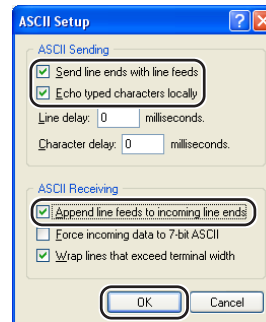 ASCII Setup
ASCII Sending
Send line ends with line feeds
Echo typed characters locally
Line delay: 0 milliseconds.
Character delay: 0 milliseconds.
ASCII Receiving
Append line feeds to incoming line ends
Force incoming data to 7-bit ASCII
Wrap lines that exceed terminal width
OK Cancel